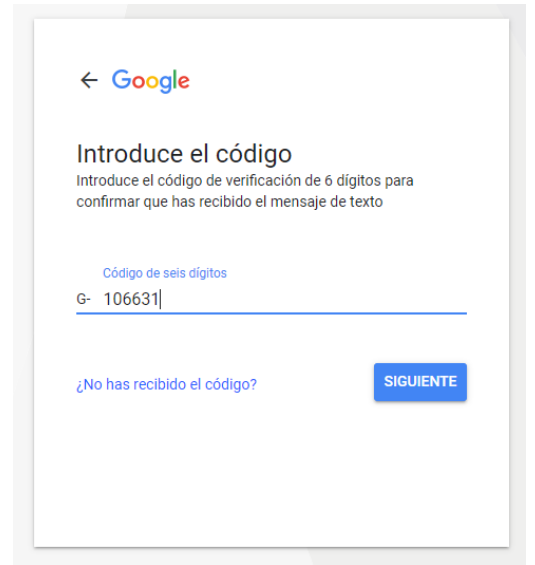 ← Google
Introduce el código
Introduce el código de verificación de 6 dígitos para
confirmar que has recibido el mensaje de texto
Código de seis dígitos
G- 106631
¿No has recibido el código?
SIGUIENTE